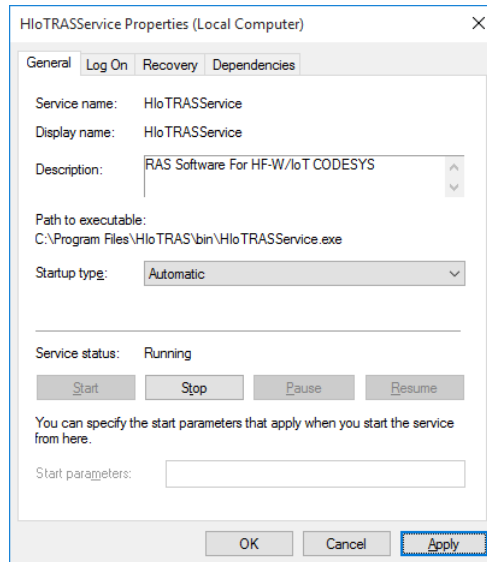 HIoTRASService Properties (Local Computer)
General Log On Recovery Dependencies
Service name: HIoTRASService
Display name: HIoTRASService
Description: RAS Software For HF-W/IoT CODESYS
Path to executable:
C:\Program Files\HIoTRAS\bin\HIoTRASService.exe
Startup type: Automatic
Service status: Running
Start Stop Pause Resume
You can specify the start parameters that apply when you start the service
from here.
Start parameters:
OK Cancel Apply